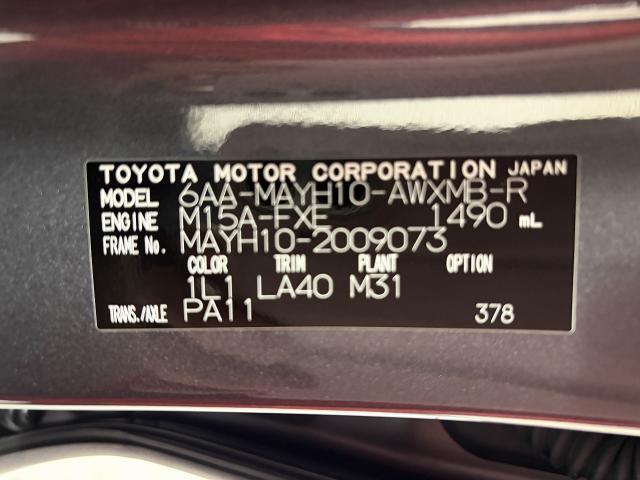 TOYOTA MOTOR CORPORATION JAPAN
MODEL 6AA-MAYH10-AWXMB-R
ENGINE M15A-FXE 1490 mL
FRAME No. MAYH10-2009073
COLOR TRIM PLANT OPTION
1L1 LA40 M31
TRANS./AXLE PA11 378